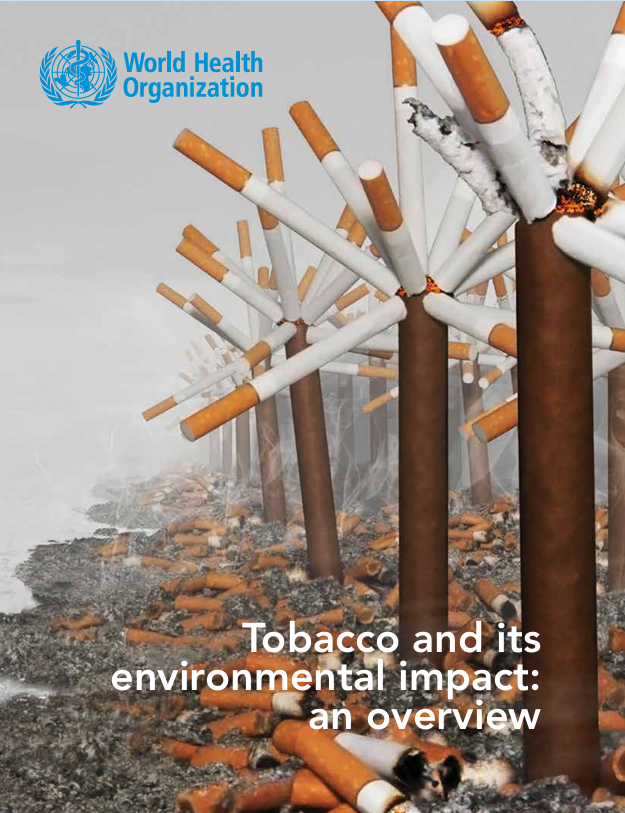 World Health
Organization
Tobacco and its
environmental impact:
an overview